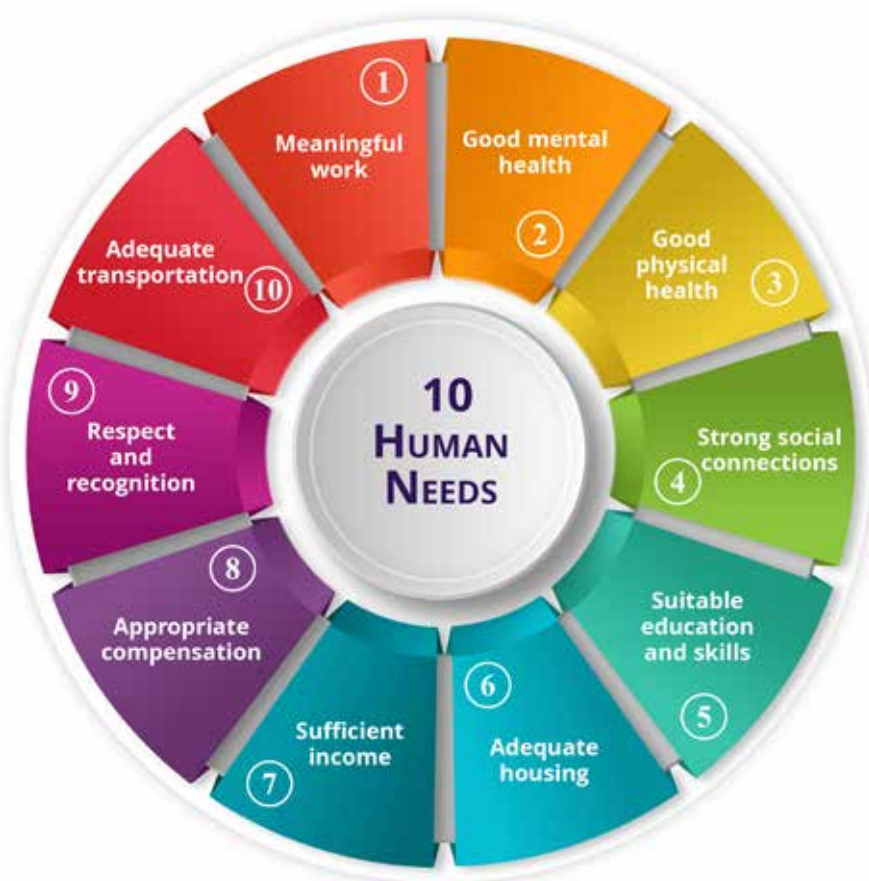 10
HUMAN
NEEDS
1
Meaningful
work
Good mental
health
2
Good
physical
health
3
Strong social
connections
4
Suitable
education
and skills
5
6
Adequate
housing
Sufficient
income
7
8
Appropriate
compensation
9
Respect
and
recognition
Adequate
transportation
10